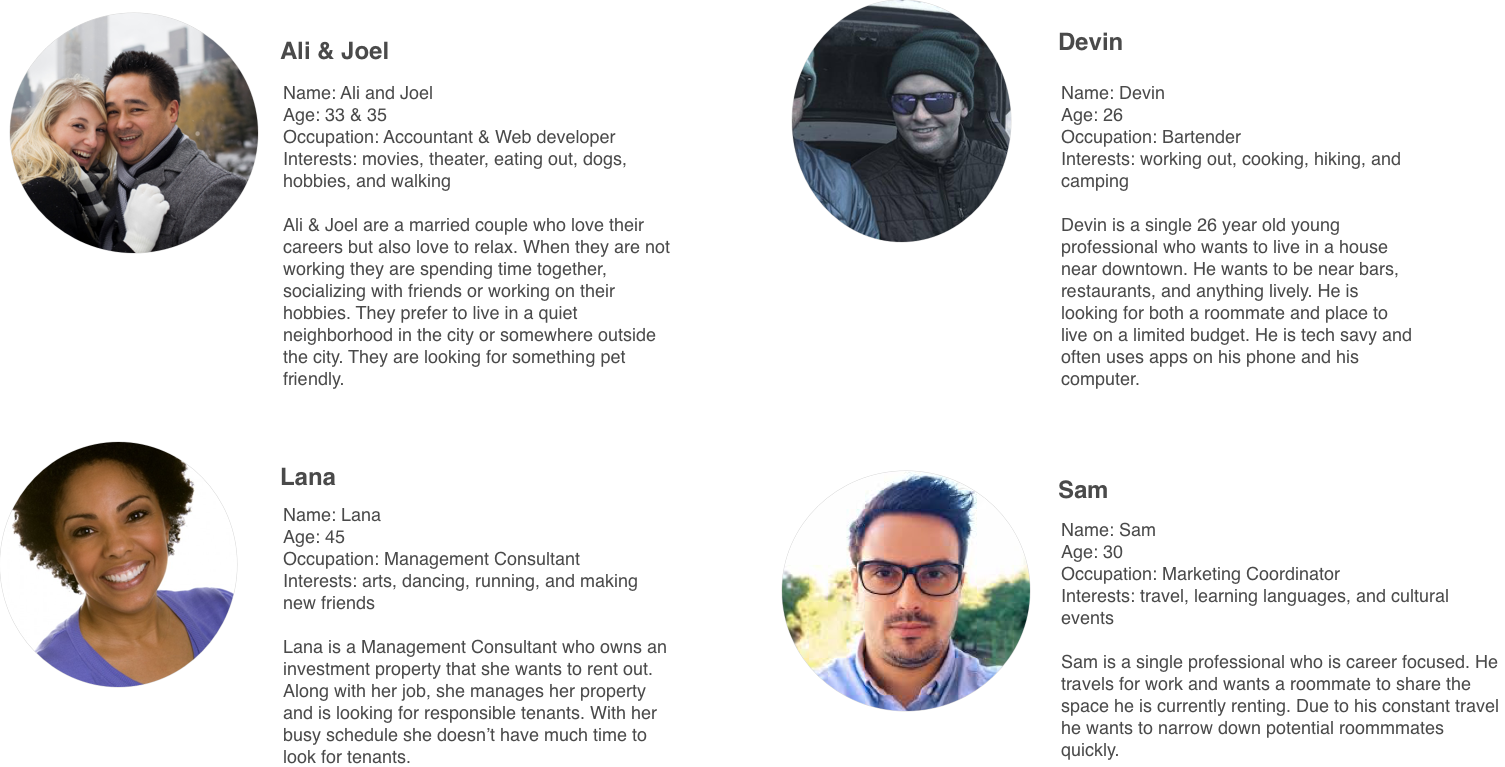 Ali & Joel
Name: Ali and Joel
Age: 33 & 35
Occupation: Accountant & Web developer
Interests: movies, theater, eating out, dogs,
hobbies, and walking
Ali & Joel are a married couple who love their
careers but also love to relax. When they are not
working they are spending time together,
socializing with friends or working on their
hobbies. They prefer to live in a quiet
neighborhood in the city or somewhere outside
the city. They are looking for something pet
friendly.
Devin
Name: Devin
Age: 26
Occupation: Bartender
Interests: working out, cooking, hiking, and
camping
Devin is a single 26 year old young
professional who wants to live in a house
near downtown. He wants to be near bars,
restaurants, and anything lively. He is
looking for both a roommate and place to
live on a limited budget. He is tech savy and
often uses apps on his phone and his
computer.
Lana
Name: Lana
Age: 45
Occupation: Management Consultant
Interests: arts, dancing, running, and making
new friends
Lana is a Management Consultant who owns an
investment property that she wants to rent out.
Along with her job, she manages her property
and is looking for responsible tenants. With her
busy schedule she doesn’t have much time to
look for tenants.
Sam
Name: Sam
Age: 30
Occupation: Marketing Coordinator
Interests: travel, learning languages, and cultural
events
Sam is a single professional who is career focused. He
travels for work and wants a roommate to share the
space he is currently renting. Due to his constant travel
he wants to narrow down potential roommmates
quickly.